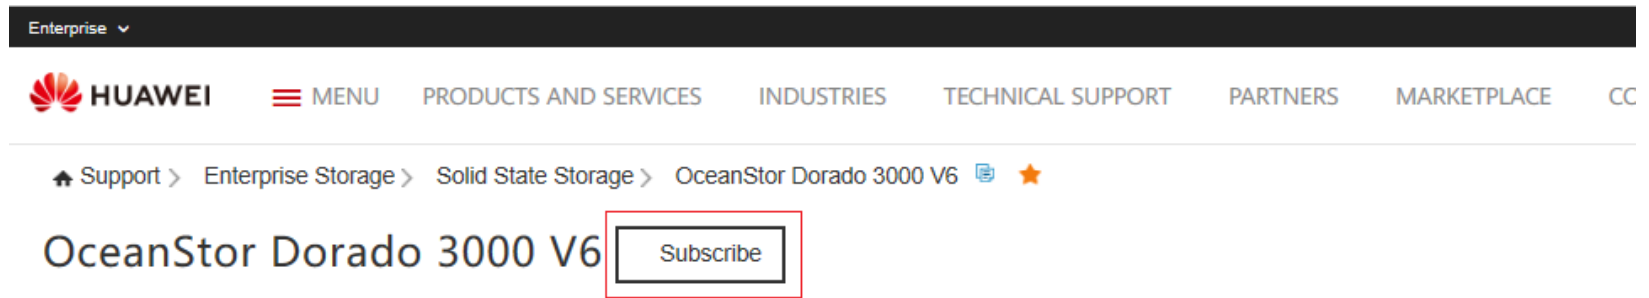 Enterprise
HUAWEI MENU PRODUCTS AND SERVICES INDUSTRIES TECHNICAL SUPPORT PARTNERS MARKETPLACE CO
Support > Enterprise Storage > Solid State Storage > OceanStor Dorado 3000 V6
OceanStor Dorado 3000 V6 Subscribe